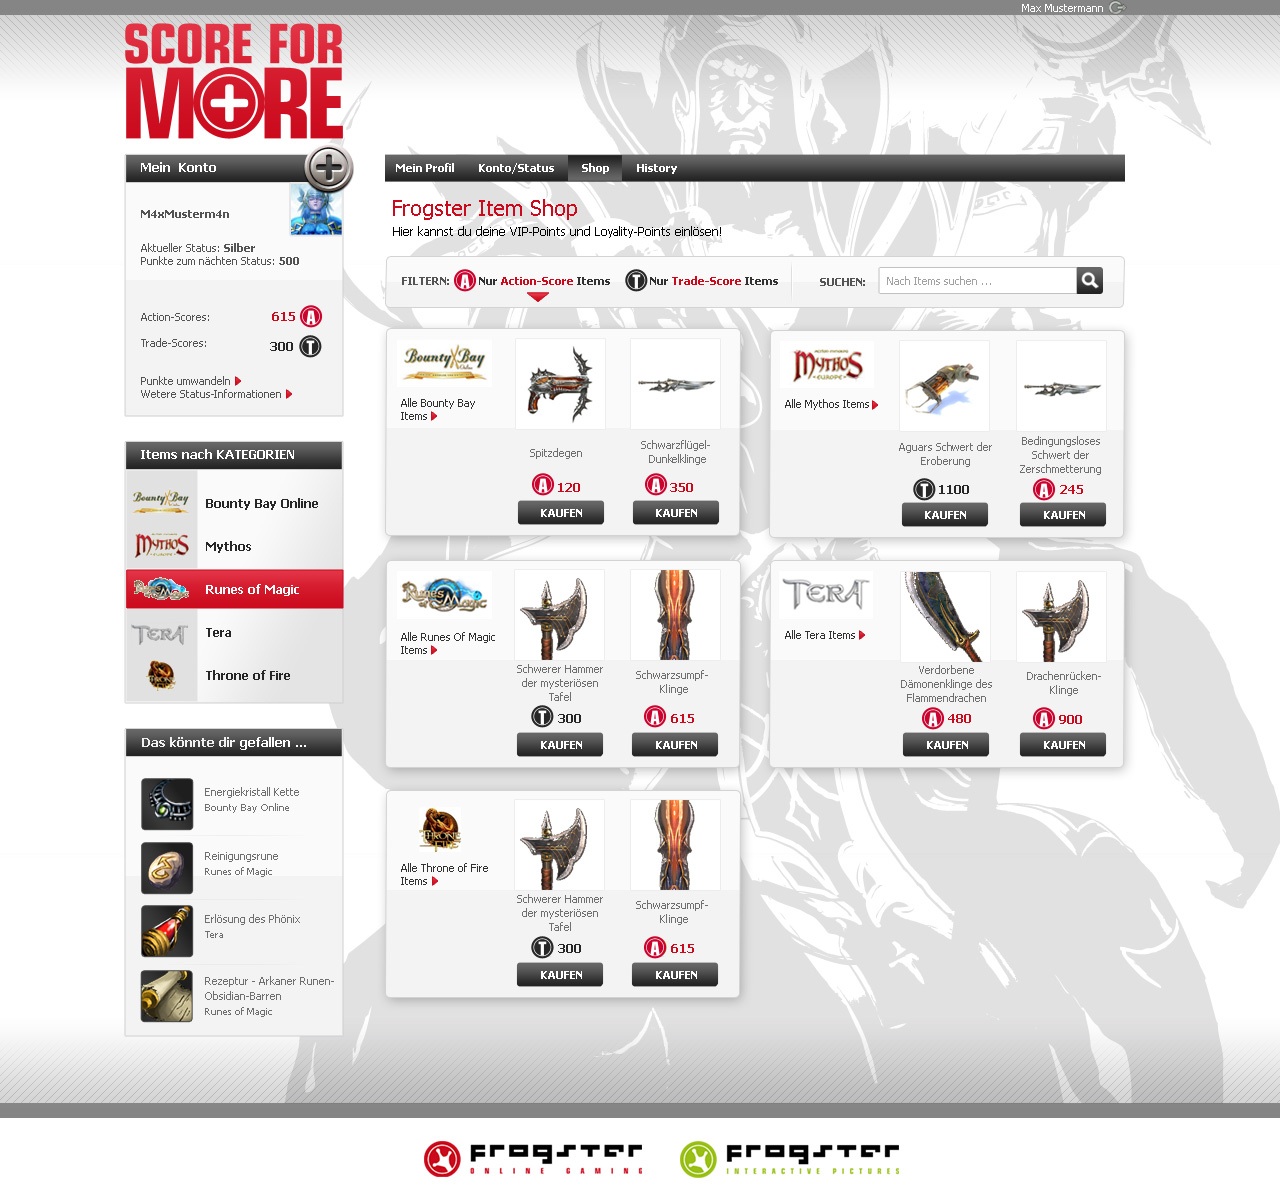 Max Mustermann
SCORE FOR
MORE
Mein Konto
M4xMusterm4n
Aktueller Status: Silber
Punkte zum nächten Status: 500
Action-Scores: 615 A
Trade-Scores: 300 T
Punkte umwandeln
Wetere Status-Informationen
Items nach KATEGORIEN
Bounty Bay Bounty Bay Online
MYTHOS Mythos
Runes of Magic Runes of Magic
TERA Tera
Throne of Fire
Das könnte dir gefallen ...
Energiekristall Kette
Bounty Bay Online
Reinigungsrune
Runes of Magic
Erlösung des Phönix
Tera
Rezeptur - Arkaner Runen-
Obsidian-Barren
Runes of Magic
Mein Profil Konto/Status Shop History
Frogster Item Shop
Hier kannst du deine VIP-Points und Loyality-Points einlösen!
FILTERN: A Nur Action-Score Items T Nur Trade-Score Items SUCHEN: Nach Items suchen ...
Bounty Bay
Online
Alle Bounty Bay
Items
Spitzdegen
A 120
KAUFEN
Schwarzflügel-
Dunkelklinge
A 350
KAUFEN
MYTHOS
EUROPE
Alle Mythos Items
Aguars Schwert der
Eroberung
T 1100
KAUFEN
Bedingungsloses
Schwert der
Zerschmetterung
A 245
KAUFEN
Runes
of Magic
Alle Runes Of Magic
Items
Schwerer Hammer
der mysteriösen
Tafel
T 300
KAUFEN
Schwarzsumpf-
Klinge
A 615
KAUFEN
TERA
Alle Tera Items
Verdorbene
Dämonenklinge des
Flammendrachen
A 480
KAUFEN
Drachenrücken-
Klinge
A 900
KAUFEN
THRONE
OF FIRE
Alle Throne of Fire
Items
Schwerer Hammer
der mysteriösen
Tafel
T 300
KAUFEN
Schwarzsumpf-
Klinge
A 615
KAUFEN
Frogster
ONLINE GAMING
Frogster
INTERACTIVE PICTURES